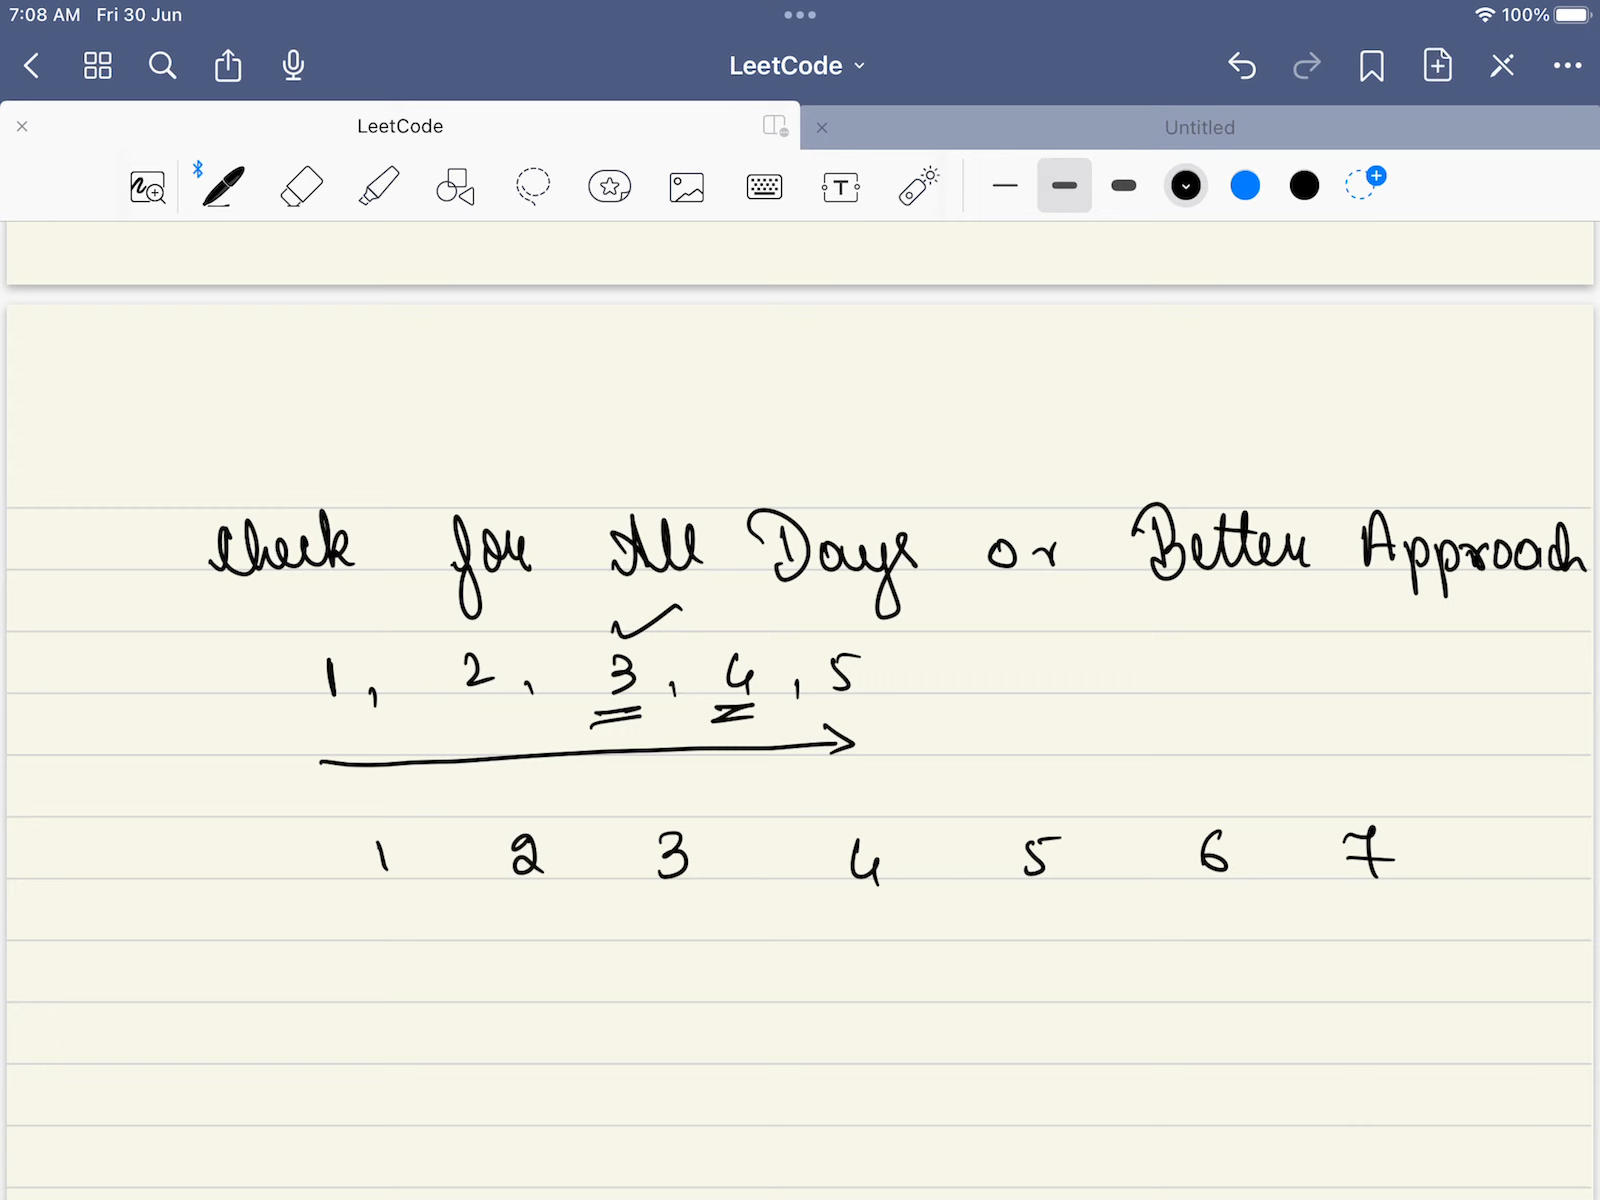 7:08 AM Fri 30 Jun 100%
LeetCode
LeetCode Untitled
T
Check for All Days or Better Approach
1, 2, 3, 4, 5
1 2 3 4 5 6 7